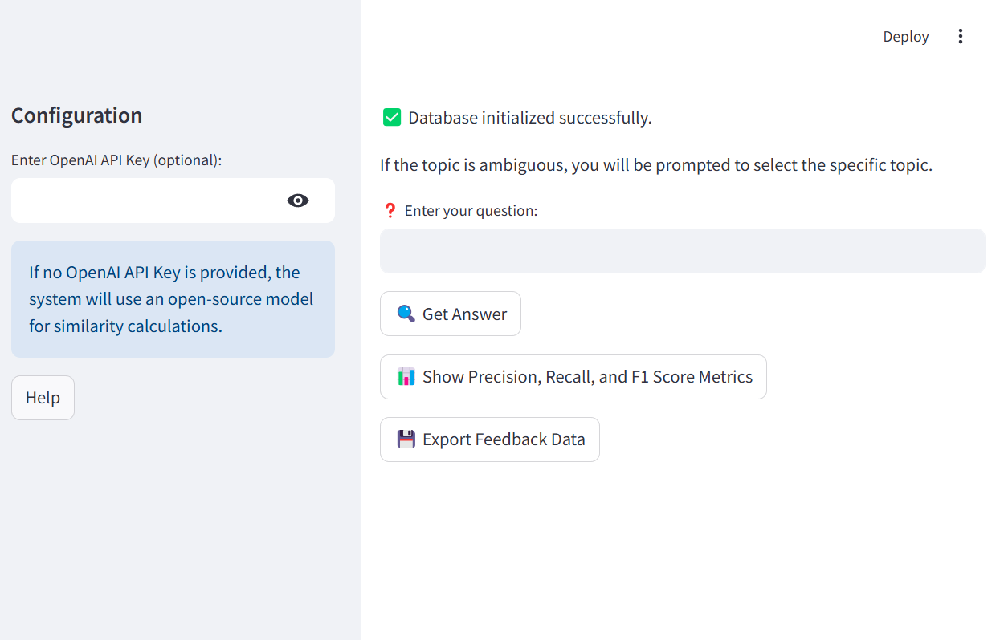 Deploy
Configuration
Enter OpenAI API Key (optional):
If no OpenAI API Key is provided, the
system will use an open-source model
for similarity calculations.
Help
✅ Database initialized successfully.
If the topic is ambiguous, you will be prompted to select the specific topic.
❓ Enter your question:
🔍 Get Answer
📊 Show Precision, Recall, and F1 Score Metrics
💾 Export Feedback Data